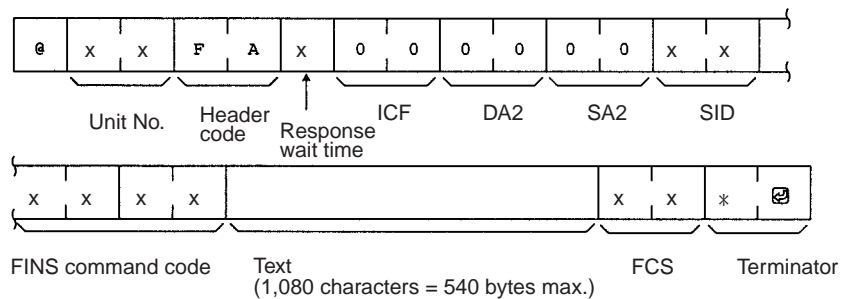 @ x x F A x 0 0 0 0 0 0 x x
Unit No. Header code Response wait time ICF DA2 SA2 SID
x x x x x x * ↵
FINS command code Text FCS Terminator
(1,080 characters = 540 bytes max.)